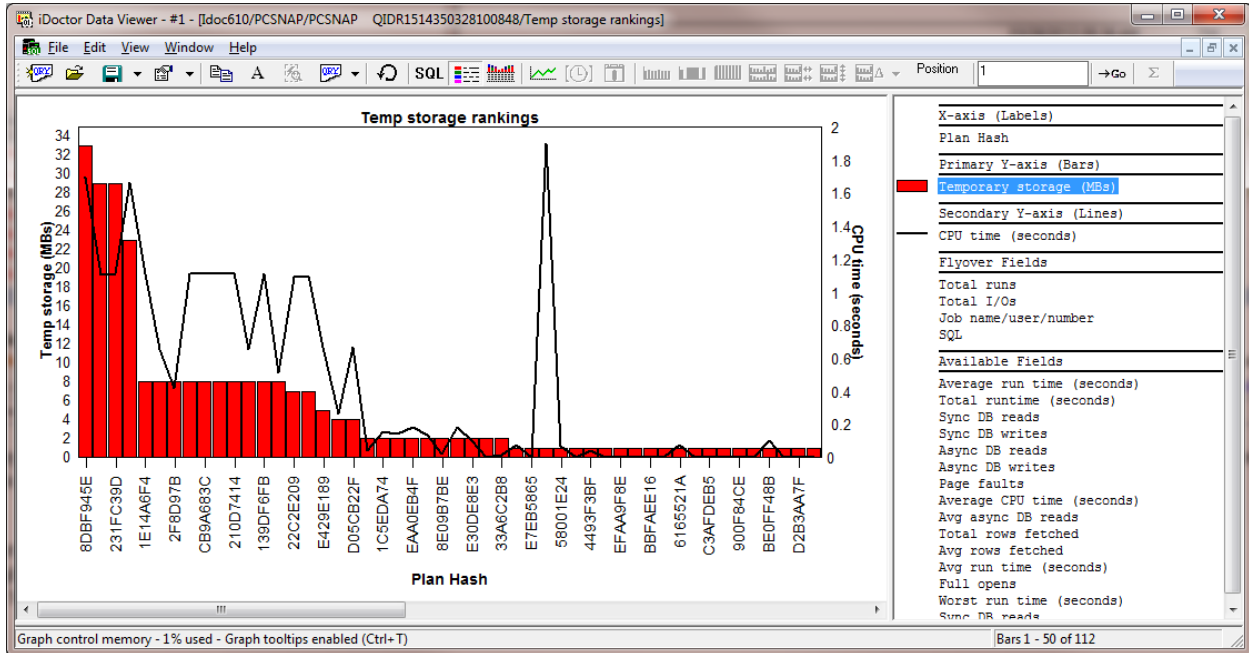 iDoctor Data Viewer - #1 - [Idoc610/PCSNAP/PCSNAP QIDR1514350328100848/Temp storage rankings]
File Edit View Window Help
QRY A QRY SQL Position 1 →Go Σ
Temp storage rankings
34
32
30
28
26
24
22
20
18
16
14
12
10
8
6
4
2
0
Temp storage (MBs)
2
1.8
1.6
1.4
1.2
1
0.8
0.6
0.4
0.2
0
CPU time (seconds)
8DBF945E
231FC39D
1E14A6F4
2F8D97B
CB9A683C
210D7414
139DF6FB
22C2E209
E429E189
D05CB22F
1C5EDA74
EAA0EB4F
8E09B7BE
E30DE8E3
33A6C2B8
E7EB5865
58001E24
4493F3BF
EFAA9F8E
BBFAEE16
6165521A
C3AFDEB5
900F84CE
BE0FF48B
D2B3AA7F
Plan Hash
X-axis (Labels)
Plan Hash
Primary Y-axis (Bars)
Temporary storage (MBs)
Secondary Y-axis (Lines)
CPU time (seconds)
Flyover Fields
Total runs
Total I/Os
Job name/user/number
SQL
Available Fields
Average run time (seconds)
Total runtime (seconds)
Sync DB reads
Sync DB writes
Async DB reads
Async DB writes
Page faults
Average CPU time (seconds)
Avg async DB reads
Total rows fetched
Avg rows fetched
Avg run time (seconds)
Full opens
Worst run time (seconds)
Sync DB reads
Graph control memory - 1% used - Graph tooltips enabled (Ctrl+T)
Bars 1 - 50 of 112